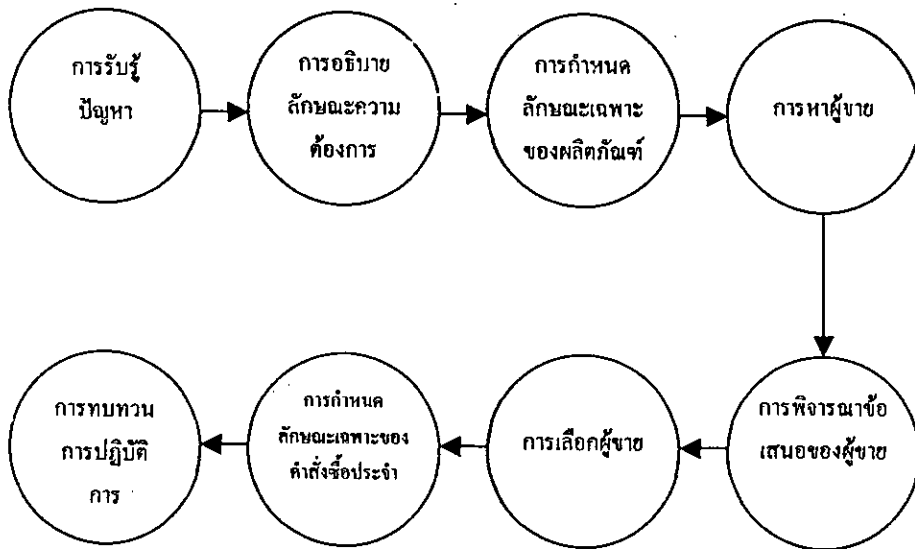 การรับรู้
ปัญหา
การอธิบาย
ลักษณะความ
ต้องการ
การกำหนด
ลักษณะเฉพาะ
ของผลิตภัณฑ์
การหาผู้ขาย
การพิจารณาข้อ
เสนอของผู้ขาย
การเลือกผู้ขาย
การกำหนด
ลักษณะเฉพาะของ
คำสั่งซื้อประจำ
การทบทวน
การปฏิบัติ
การ